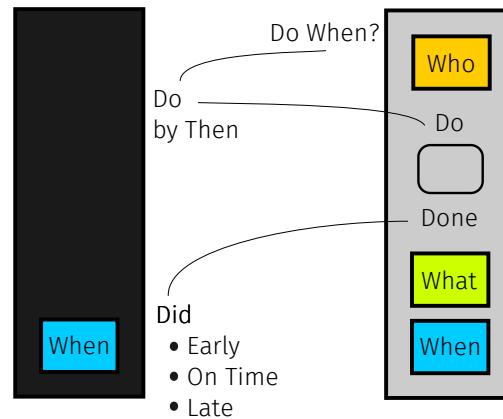 Do When?
Who
Do
by Then
Do
Done
What
When
When
Did
• Early
• On Time
• Late